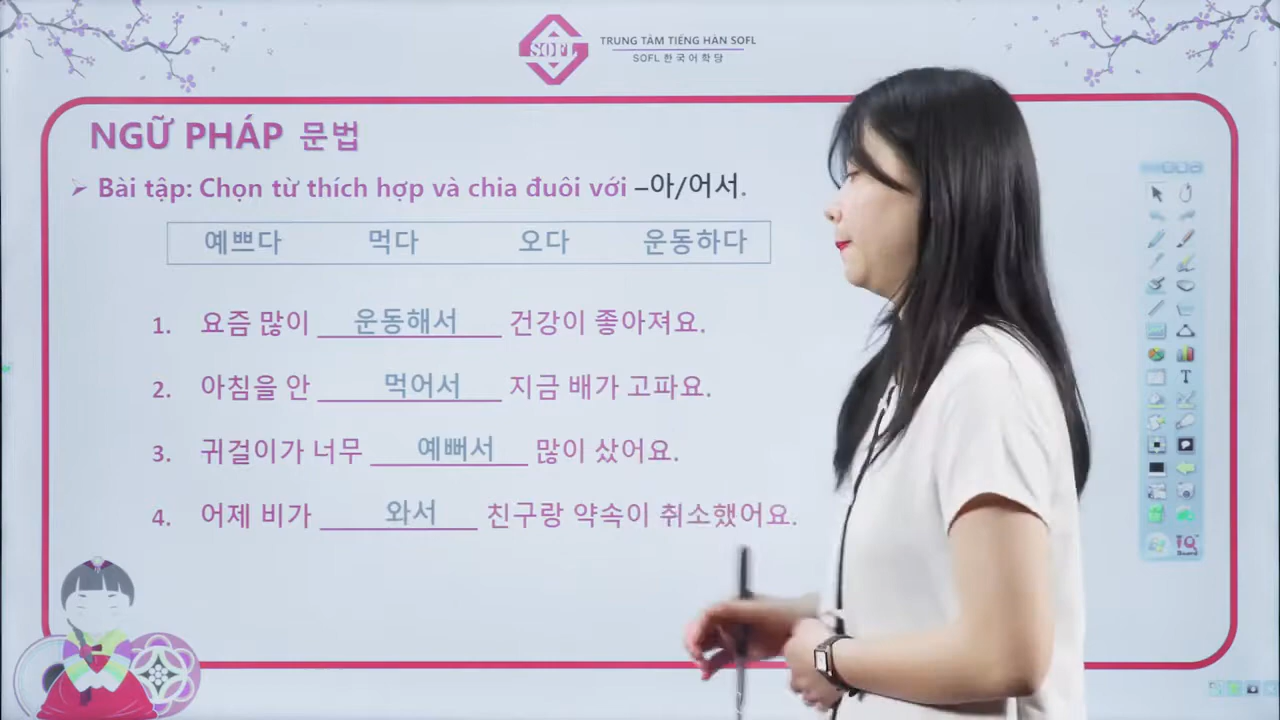 SOFL
TRUNG TÂM TIẾNG HÀN SOFL
SOFL 한국어학당
NGỮ PHÁP 문법
Bài tập: Chọn từ thích hợp và chia đuôi với –아/어서.
예쁘다 먹다 오다 운동하다
1. 요즘 많이 운동해서 건강이 좋아져요.
2. 아침을 안 먹어서 지금 배가 고파요.
3. 귀걸이가 너무 예뻐서 많이 샀어요.
4. 어제 비가 와서 친구랑 약속이 취소했어요.